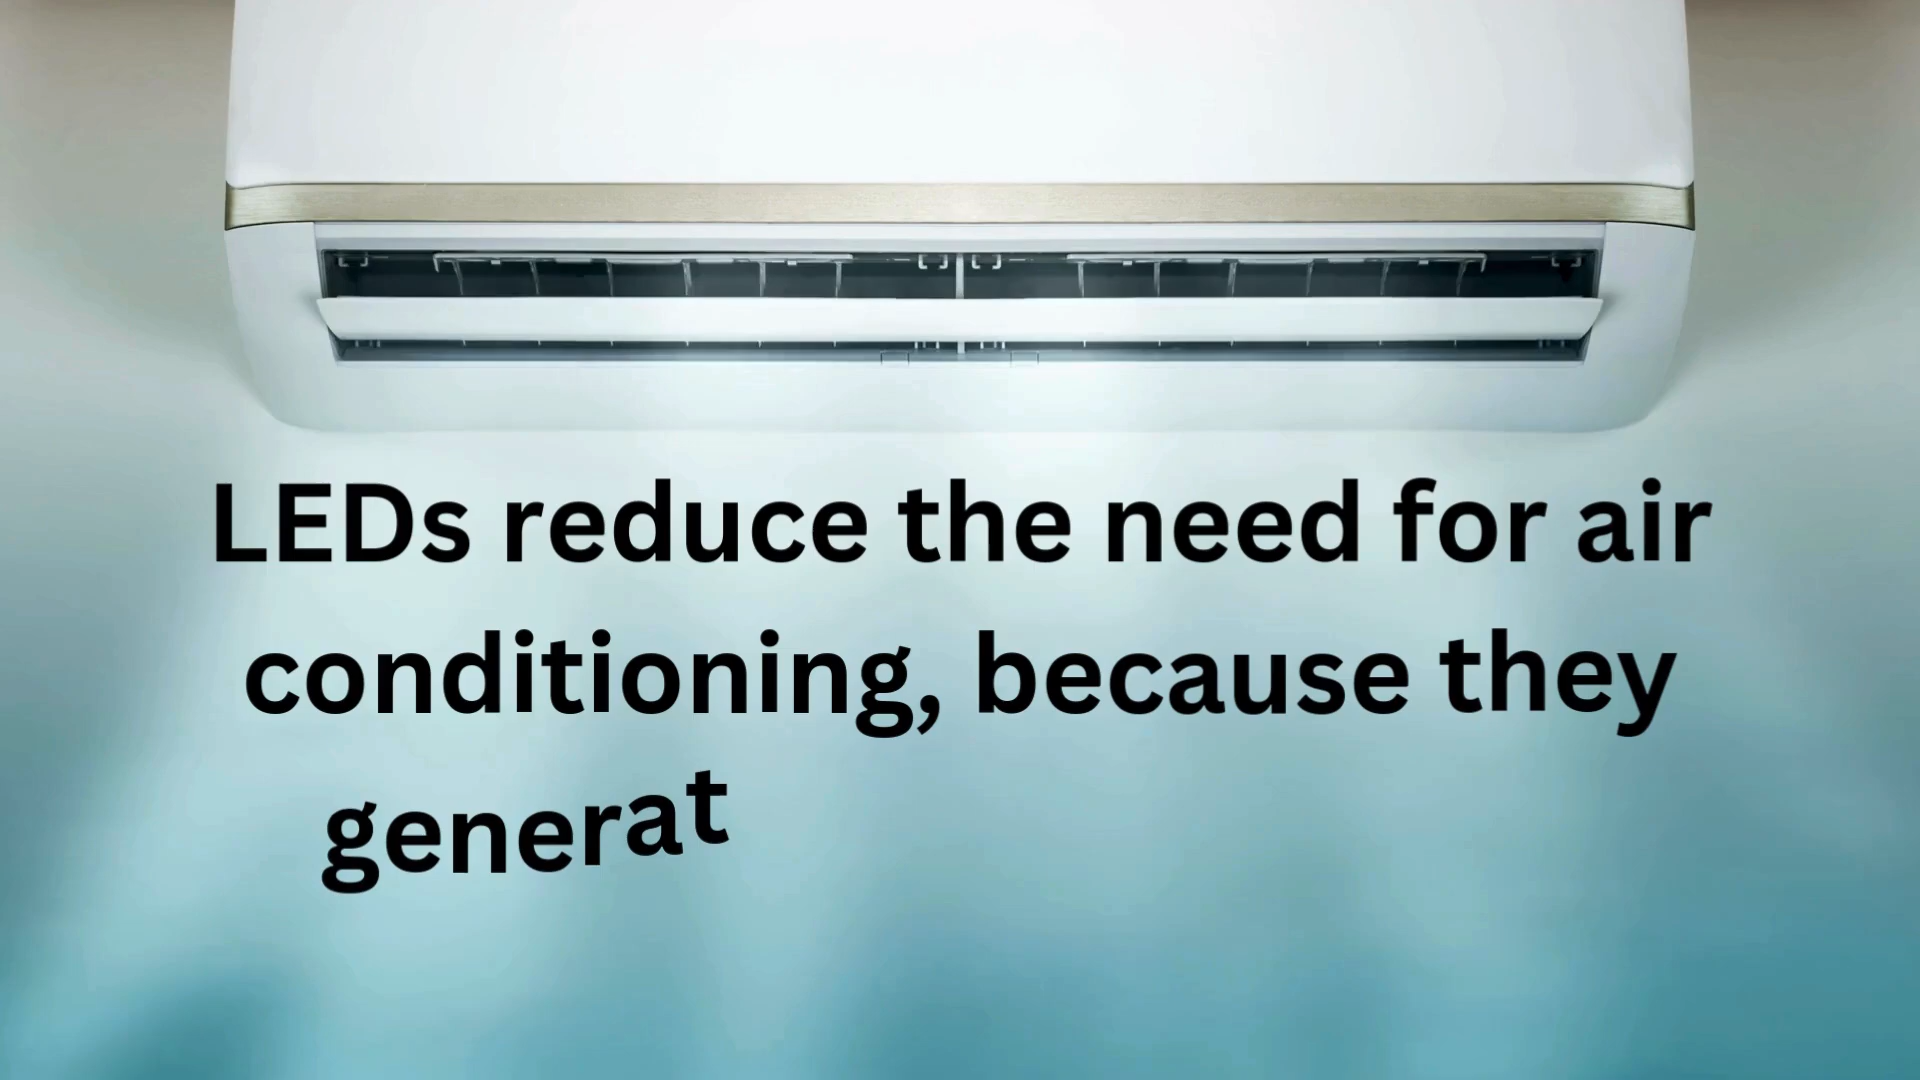 LEDs reduce the need for air
conditioning, because they
generat